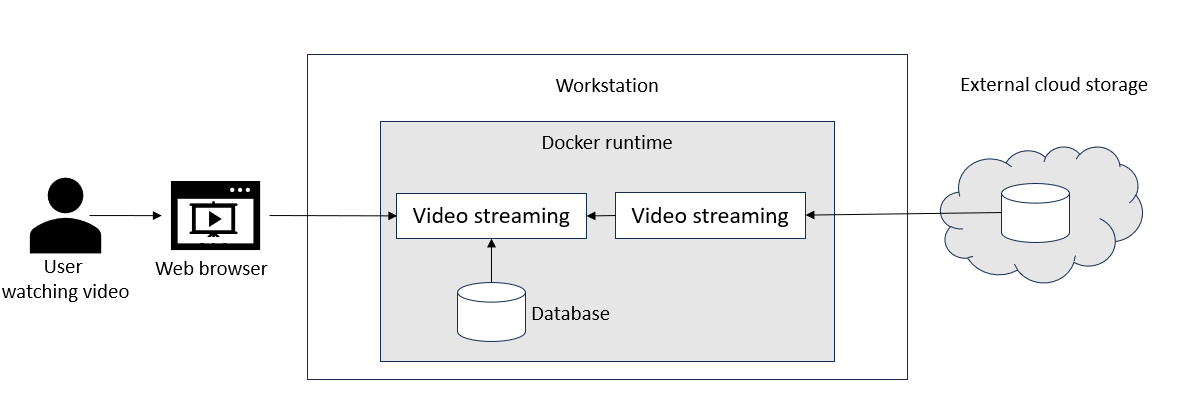 Workstation
External cloud storage
Docker runtime
Video streaming
Video streaming
User
watching video
Web browser
Database